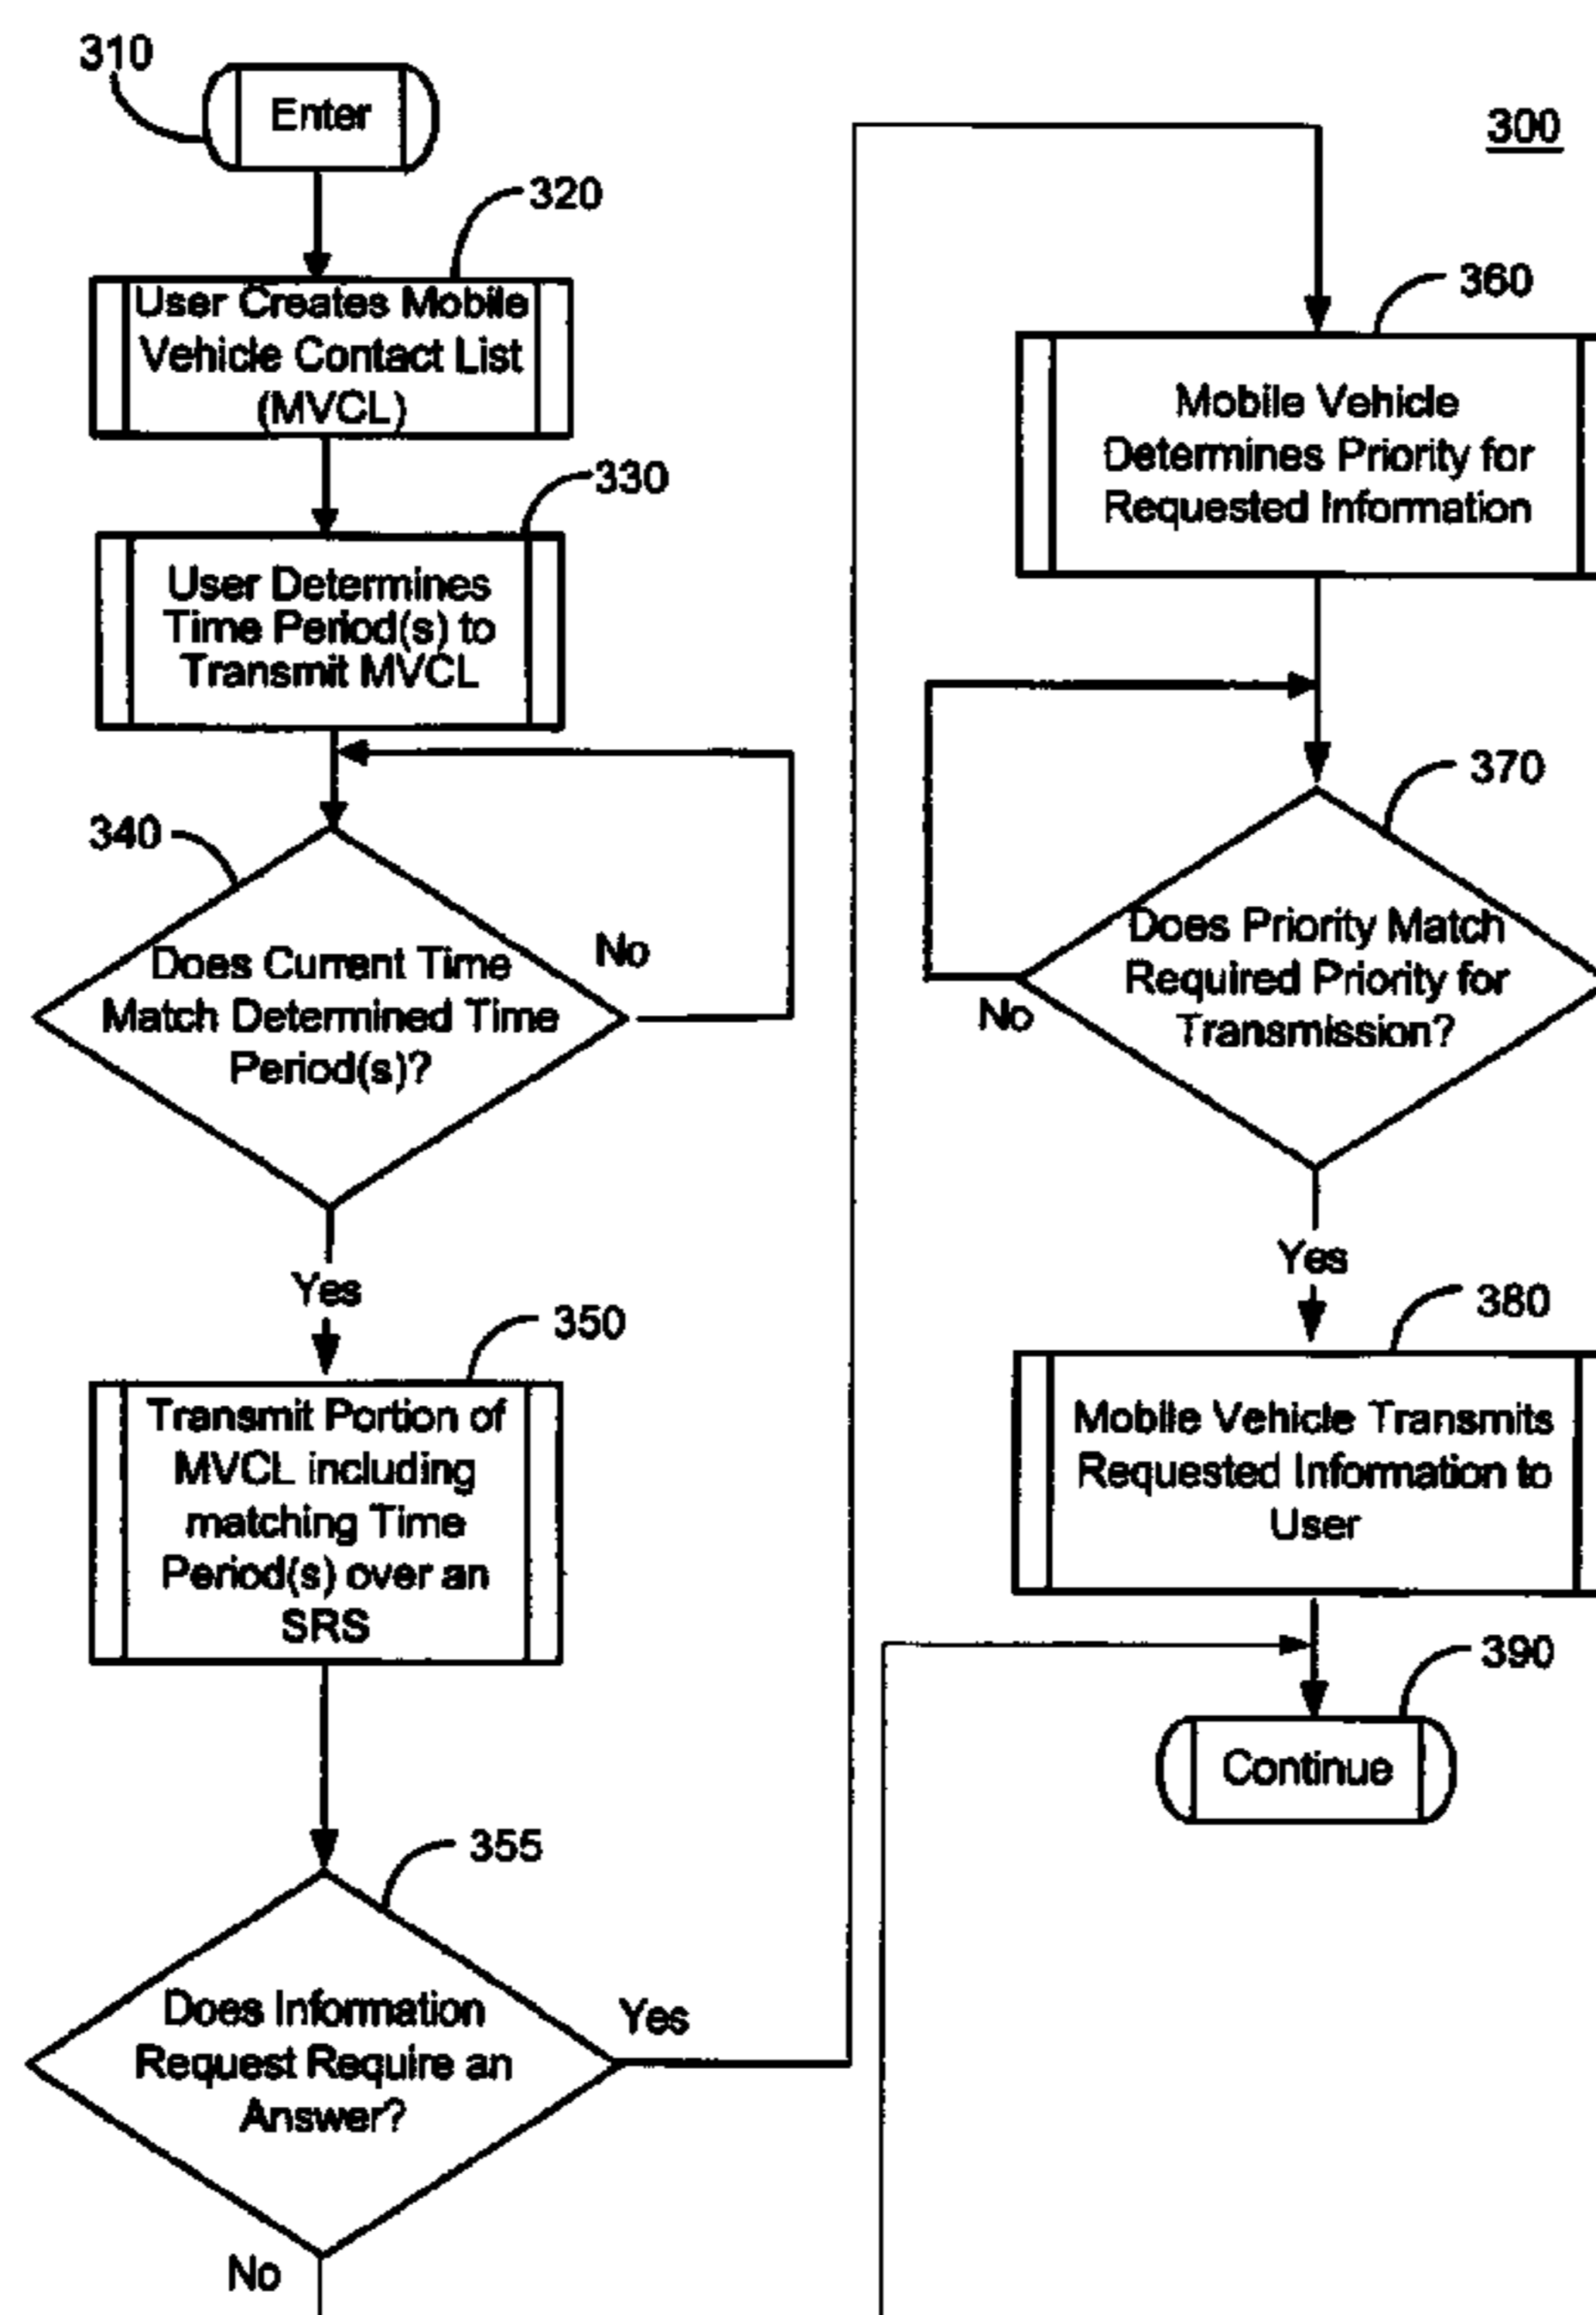 310
Enter
320
User Creates Mobile
Vehicle Contact List
(MVCL)
330
User Determines
Time Period(s) to
Transmit MVCL
340
Does Current Time
Match Determined Time
Period(s)?
No
Yes
350
Transmit Portion of
MVCL including
matching Time
Period(s) over an
SRS
355
Does Information
Request Require an
Answer?
Yes
No
300
360
Mobile Vehicle
Determines Priority for
Requested Information
370
Does Priority Match
Required Priority for
Transmission?
No
Yes
380
Mobile Vehicle Transmits
Requested Information to
User
390
Continue